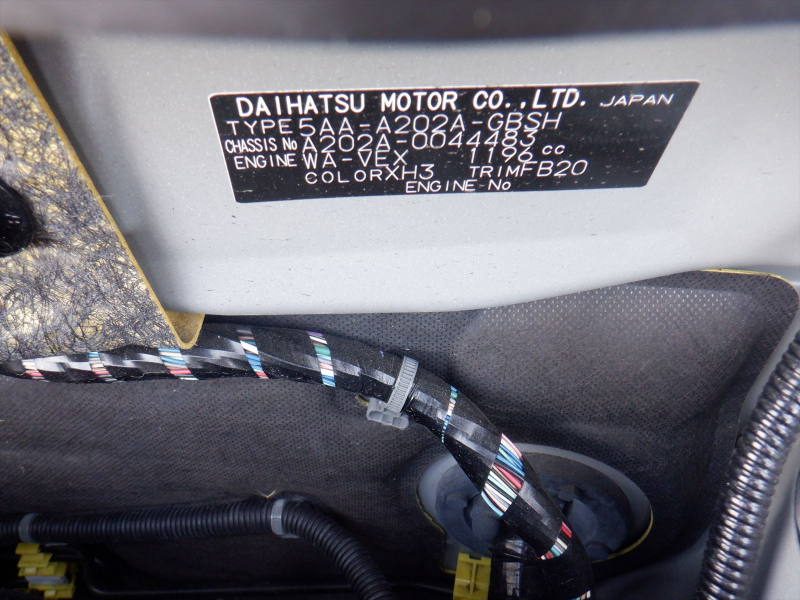 DAIHATSU MOTOR CO.,LTD. JAPAN
TYPE 5AA-A202A-GBSH
CHASSIS No A202A-0044483
ENGINE WA-VEX 1196 cc
COLOR XH3 TRIM FB20
ENGINE-No